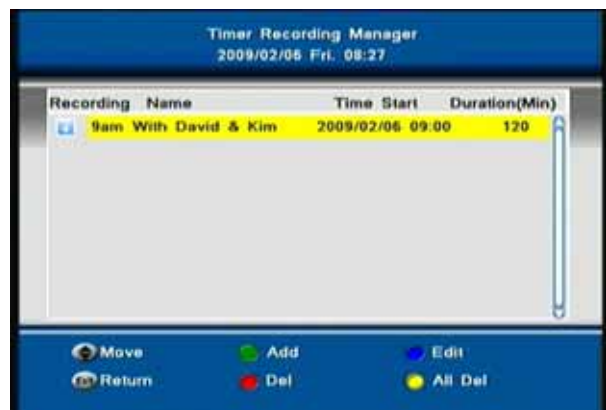 Timer Recording Manager
2009/02/06 Fri. 08:27
Recording Name Time Start Duration(Min)
9am With David & Kim 2009/02/06 09:00 120
Move Add Edit
Return Del All Del